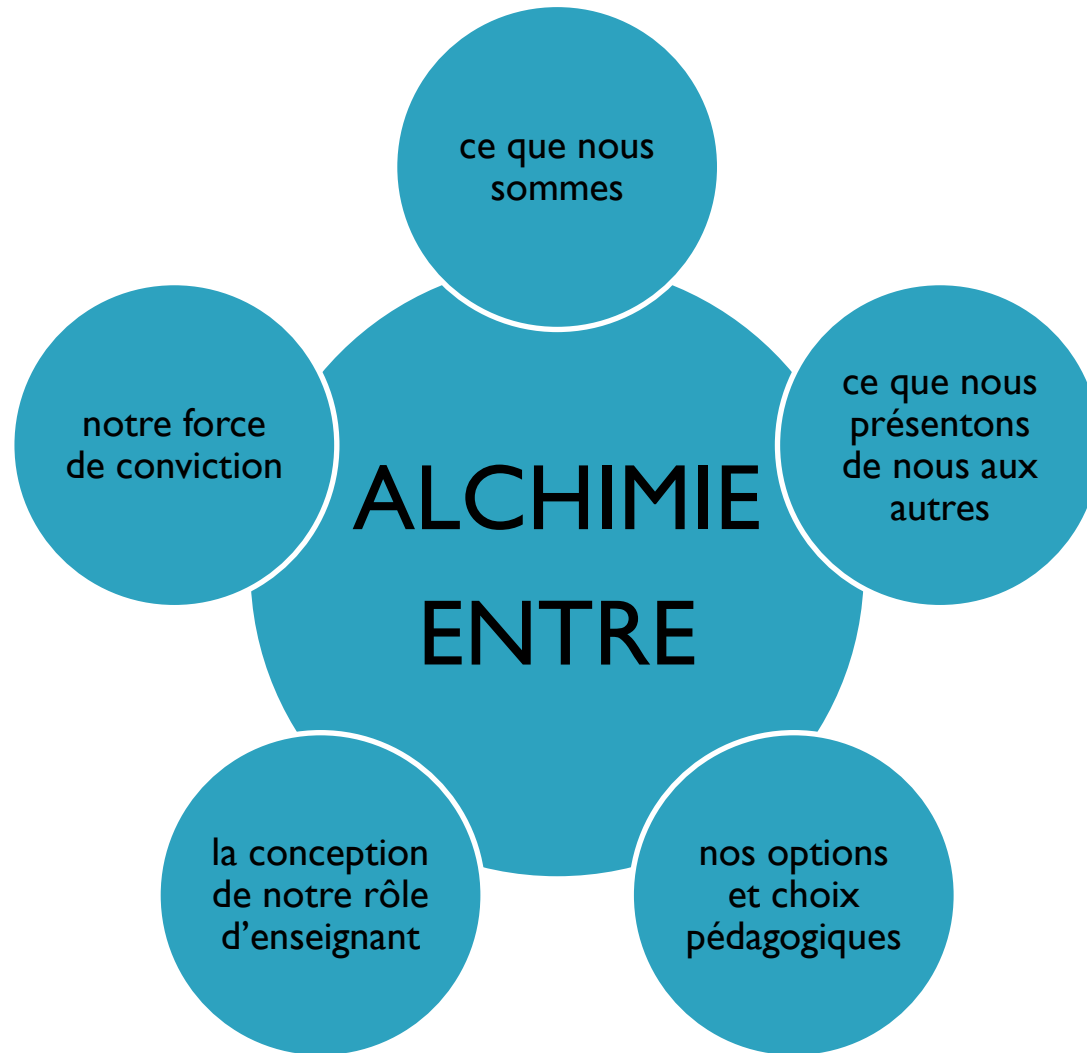 ce que nous
sommes
ce que nous
présentons
de nous aux
autres
nos options
et choix
pédagogiques
la conception
de notre rôle
d’enseignant
notre force
de conviction
ALCHIMIE
ENTRE